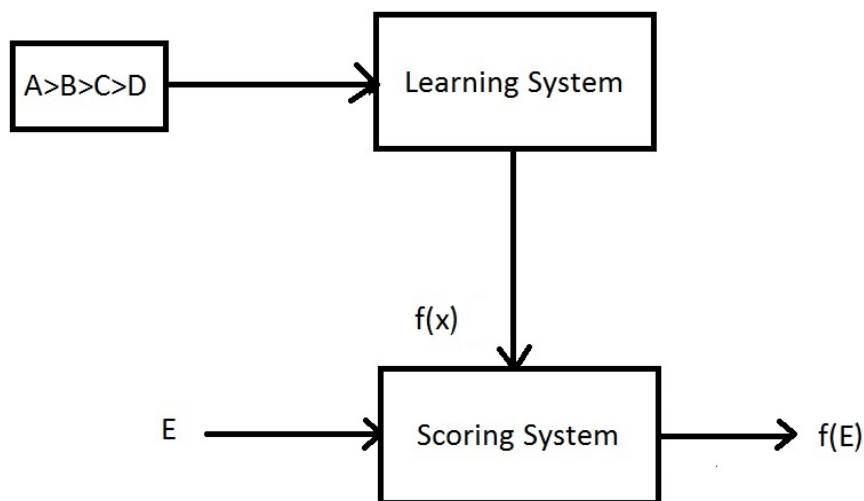 A>B>C>D
Learning System
f(x)
E
Scoring System
f(E)